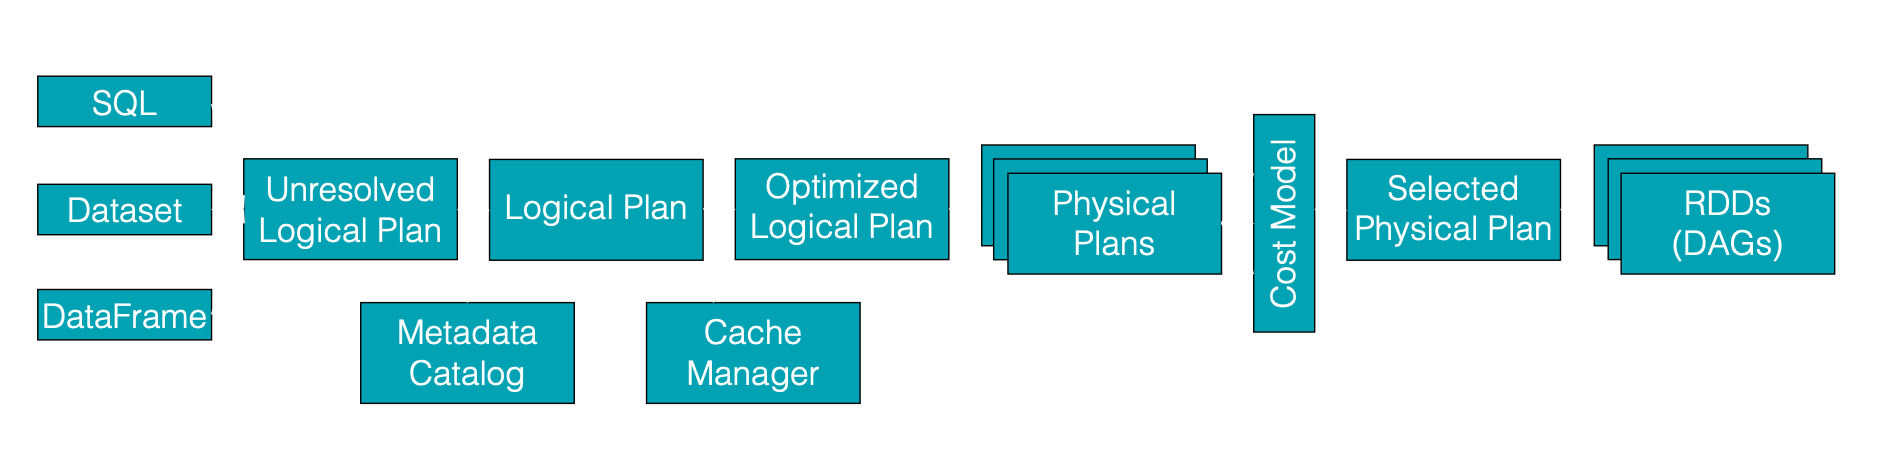 SQL
Dataset
DataFrame
Unresolved
Logical Plan
Logical Plan
Optimized
Logical Plan
Metadata
Catalog
Cache
Manager
Physical
Plans
Cost Model
Selected
Physical Plan
RDDs
(DAGs)